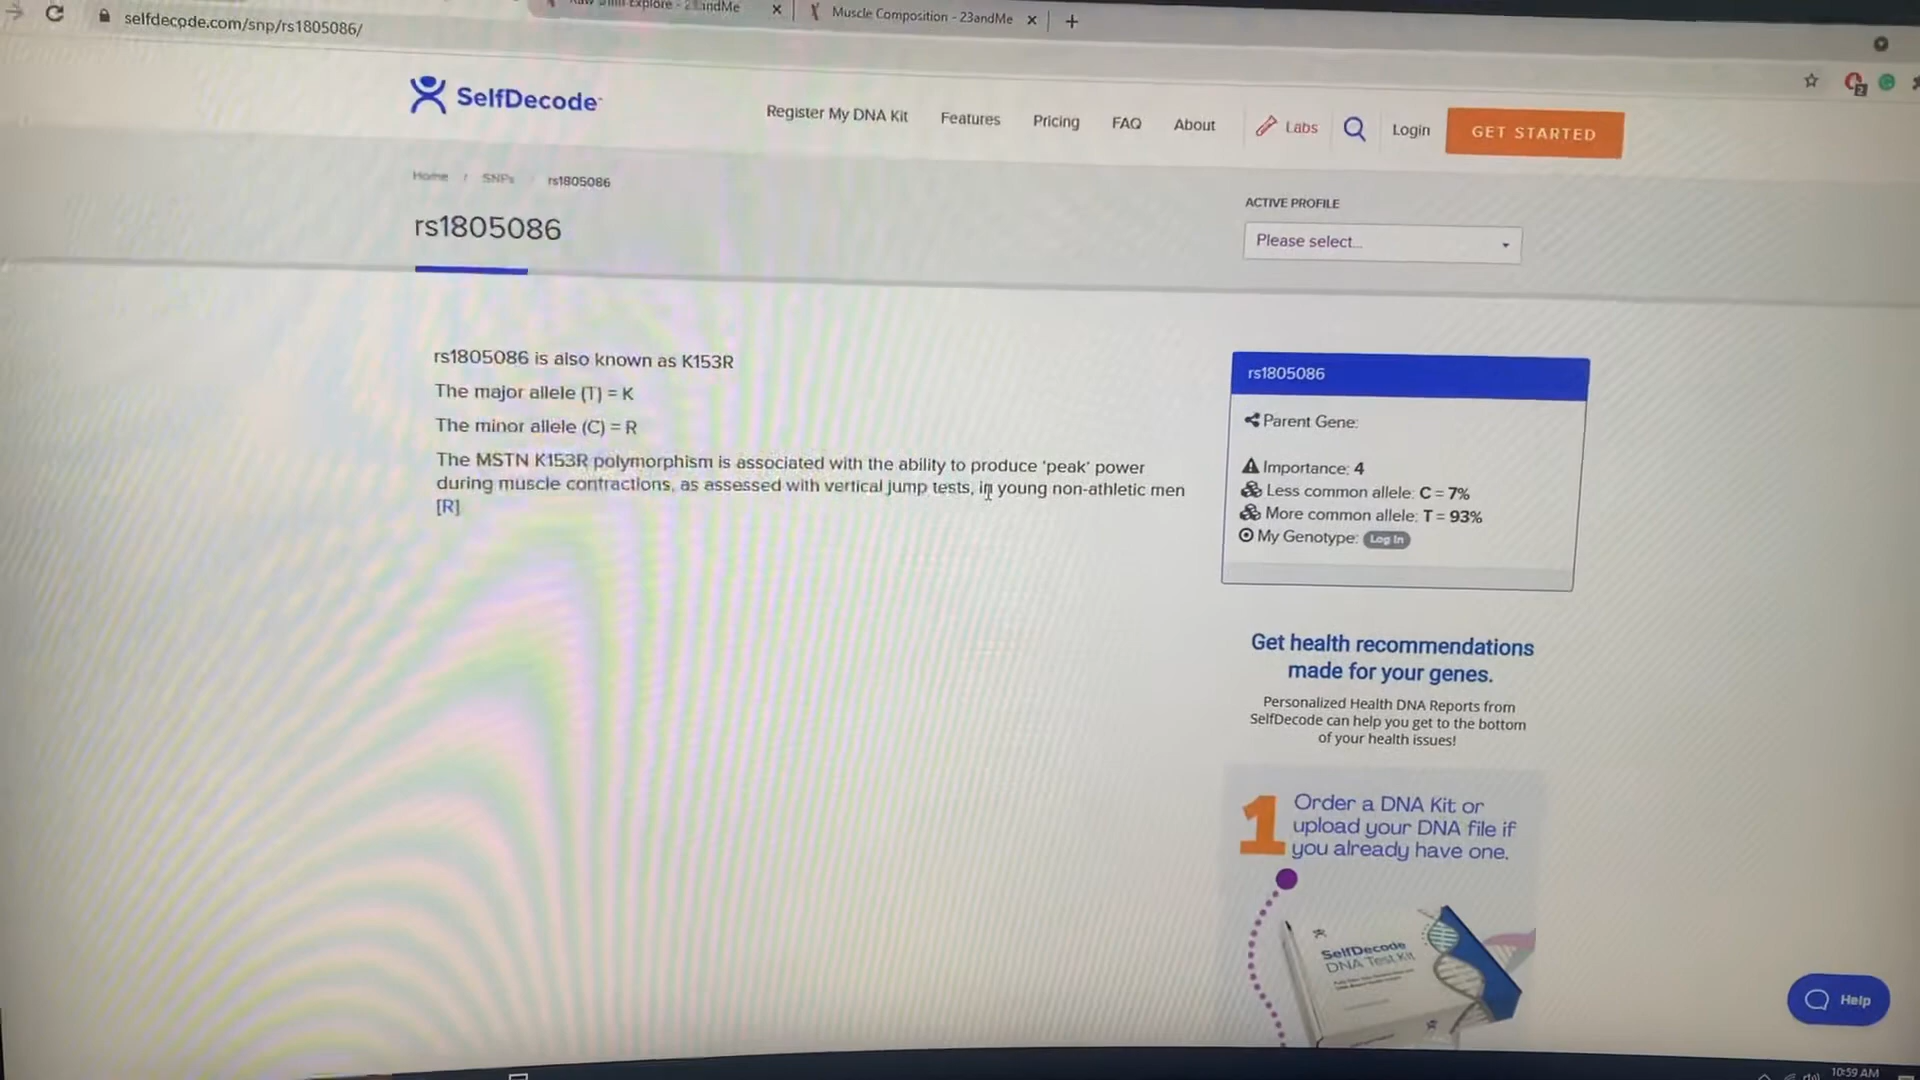 Raw Explore - 23andMe
Muscle Composition - 23andMe
selfdecode.com/snp/rs1805086/
SelfDecode
Register My DNA Kit
Features
Pricing
FAQ
About
Labs
Login
GET STARTED
2
Home / SNPs / rs1805086
rs1805086
ACTIVE PROFILE
Please select...
rs1805086 is also known as K153R
The major allele (T) = K
The minor allele (C) = R
The MSTN K153R polymorphism is associated with the ability to produce 'peak' power
during muscle contractions, as assessed with vertical jump tests, in young non-athletic men
[R]
rs1805086
Parent Gene:
Importance: 4
Less common allele: C = 7%
More common allele: T = 93%
My Genotype: Log In
Get health recommendations
made for your genes.
Personalized Health DNA Reports from
SelfDecode can help you get to the bottom
of your health issues!
1
Order a DNA Kit or
upload your DNA file if
you already have one.
SelfDecode
DNA Test Kit
Help
10:59 AM